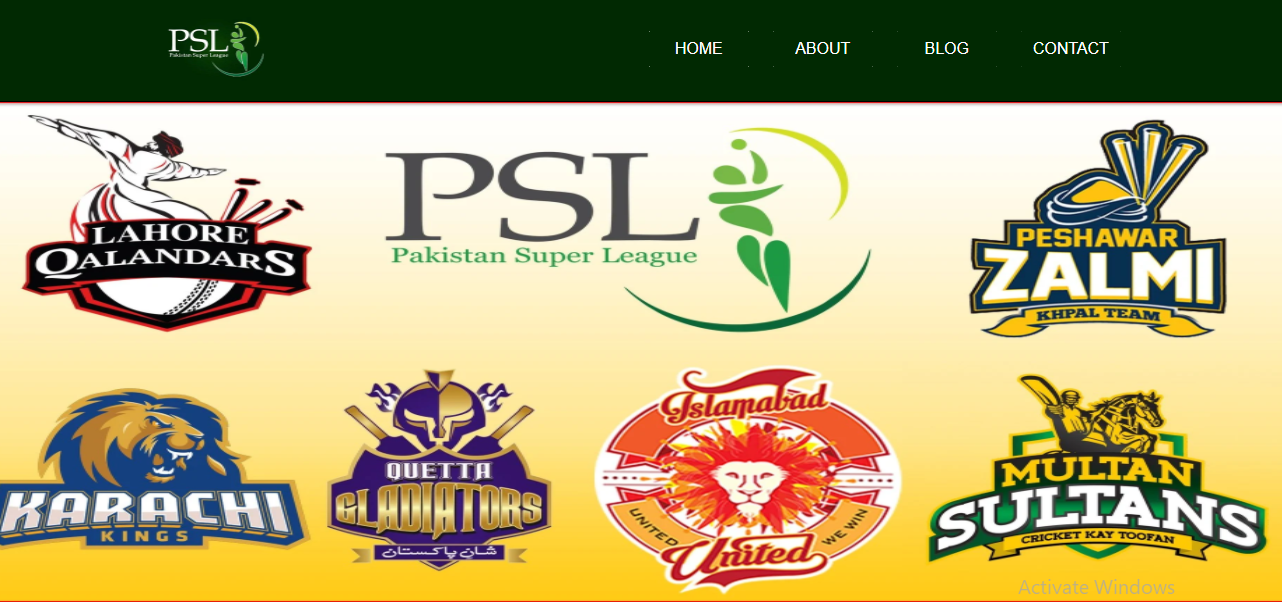 PSL
Pakistan Super League
HOME
ABOUT
BLOG
CONTACT
LAHORE
QALANDARS
PSL
Pakistan Super League
PESHAWAR
ZALMI
KHPAL TEAM
KARACHI
KINGS
QUETTA
GLADIATORS
شانِ پاکستان
Islamabad
UNITED
WE WIN
United
MULTAN
SULTANS
CRICKET KAY TOOFAN
Activate Windows